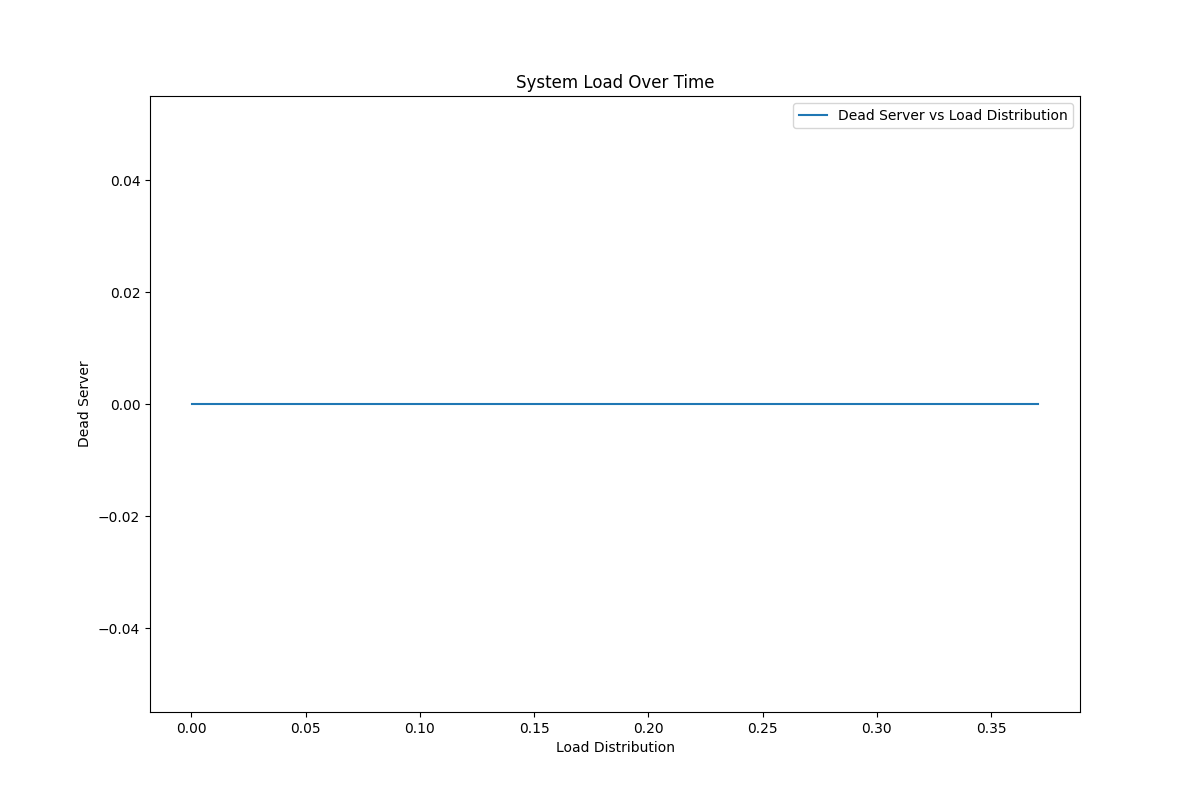 System Load Over Time
Dead Server vs Load Distribution
0.04
0.02
0.00
−0.02
−0.04
Dead Server
0.00 0.05 0.10 0.15 0.20 0.25 0.30 0.35
Load Distribution